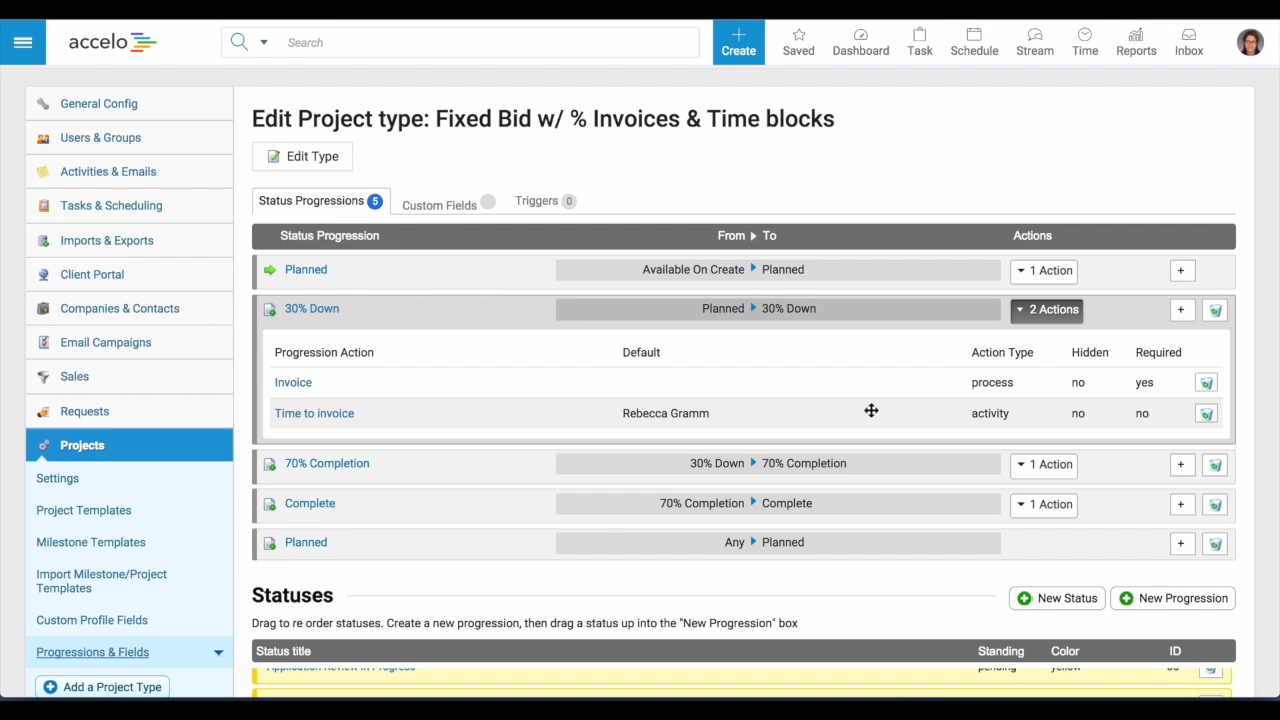 accelo
Search
Create
Saved
Dashboard
Task
Schedule
Stream
Time
Reports
Inbox
General Config
Users & Groups
Activities & Emails
Tasks & Scheduling
Imports & Exports
Client Portal
Companies & Contacts
Email Campaigns
Sales
Requests
Projects
Settings
Project Templates
Milestone Templates
Import Milestone/Project
Templates
Custom Profile Fields
Progressions & Fields
Add a Project Type
Edit Project type: Fixed Bid w/ % Invoices & Time blocks
Edit Type
Status Progressions 5 Custom Fields Triggers 0
Status Progression From To Actions
Planned Available On Create Planned 1 Action +
30% Down Planned 30% Down 2 Actions +
Progression Action Default Action Type Hidden Required
Invoice process no yes
Time to invoice Rebecca Gramm activity no no
70% Completion 30% Down 70% Completion 1 Action +
Complete 70% Completion Complete 1 Action +
Planned Any Planned +
Statuses New Status New Progression
Drag to re order statuses. Create a new progression, then drag a status up into the "New Progression" box
Status title Standing Color ID
Application Review in Progress pending yellow